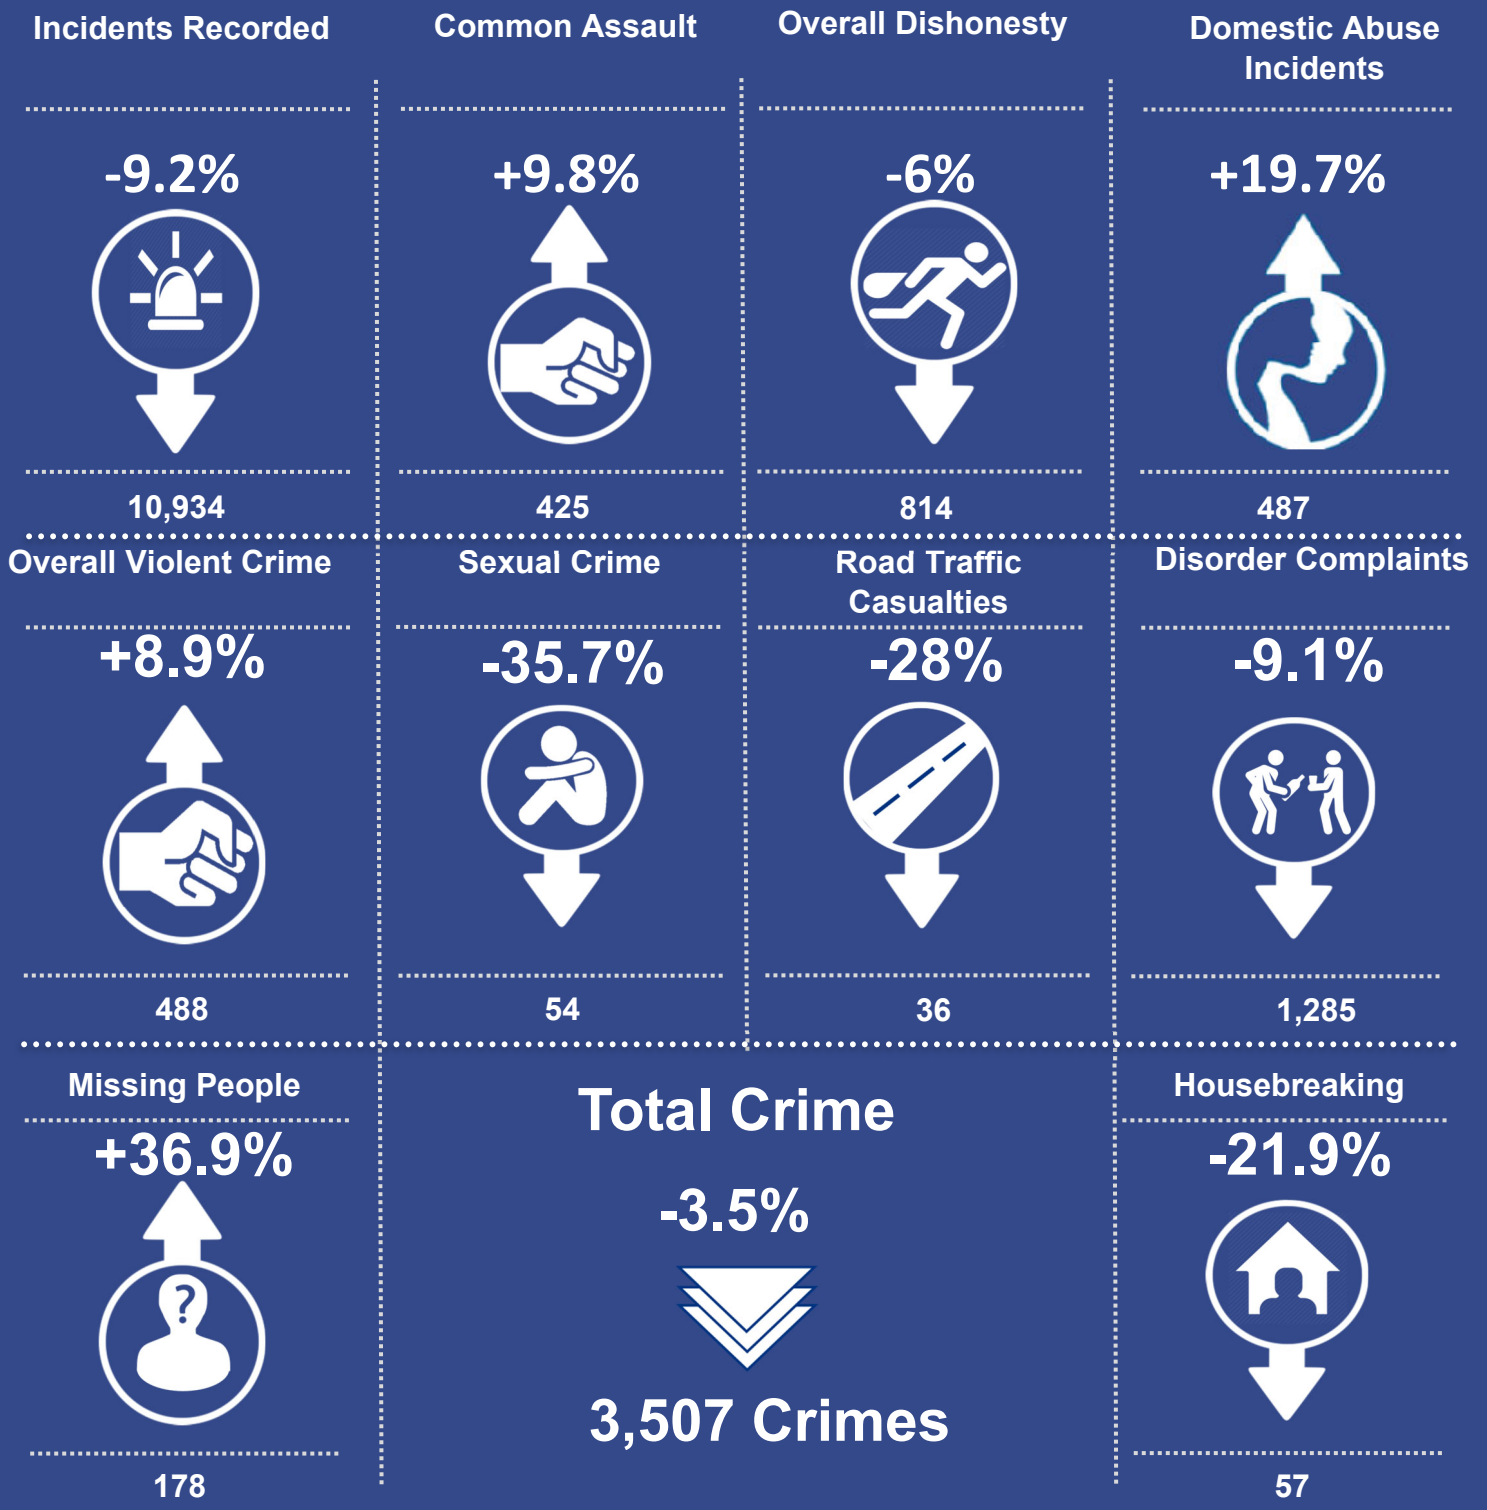 Incidents Recorded
-9.2%
10,934
Common Assault
+9.8%
425
Overall Dishonesty
-6%
814
Domestic Abuse
Incidents
+19.7%
487
Overall Violent Crime
+8.9%
488
Sexual Crime
-35.7%
54
Road Traffic
Casualties
-28%
36
Disorder Complaints
-9.1%
1,285
Missing People
+36.9%
?
178
Total Crime
-3.5%
3,507 Crimes
Housebreaking
-21.9%
57